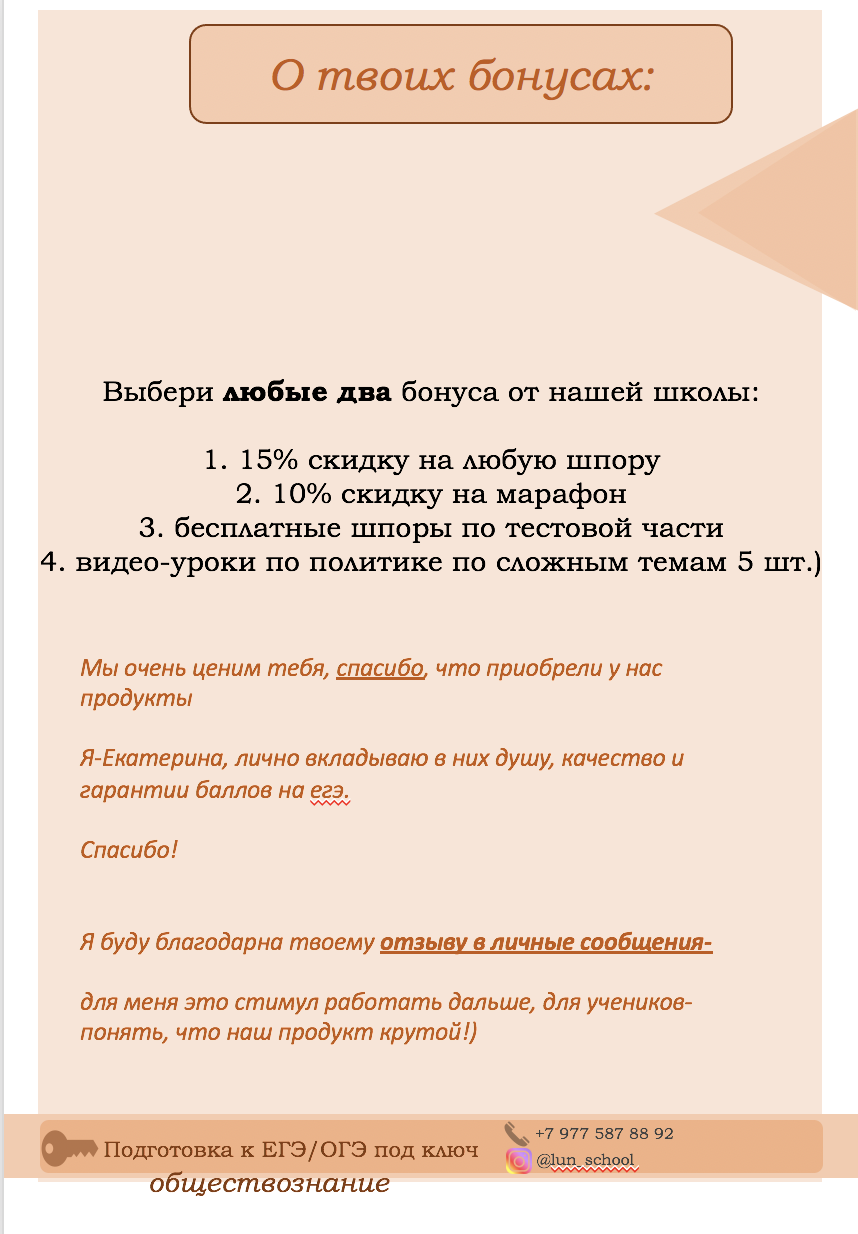 О твоих бонусах:
Выбери любые два бонуса от нашей школы:
1. 15% скидку на любую шпору
2. 10% скидку на марафон
3. бесплатные шпоры по тестовой части
4. видео-уроки по политике по сложным темам 5 шт.)
Мы очень ценим тебя, спасибо, что приобрели у нас
продукты
Я-Екатерина, лично вкладываю в них душу, качество и
гарантии баллов на егэ.
Спасибо!
Я буду благодарна твоему отзыву в личные сообщения-
для меня это стимул работать дальше, для учеников-
понять, что наш продукт крутой!)
Подготовка к ЕГЭ/ОГЭ под ключ
обществознание
+7 977 587 88 92
@lun_school